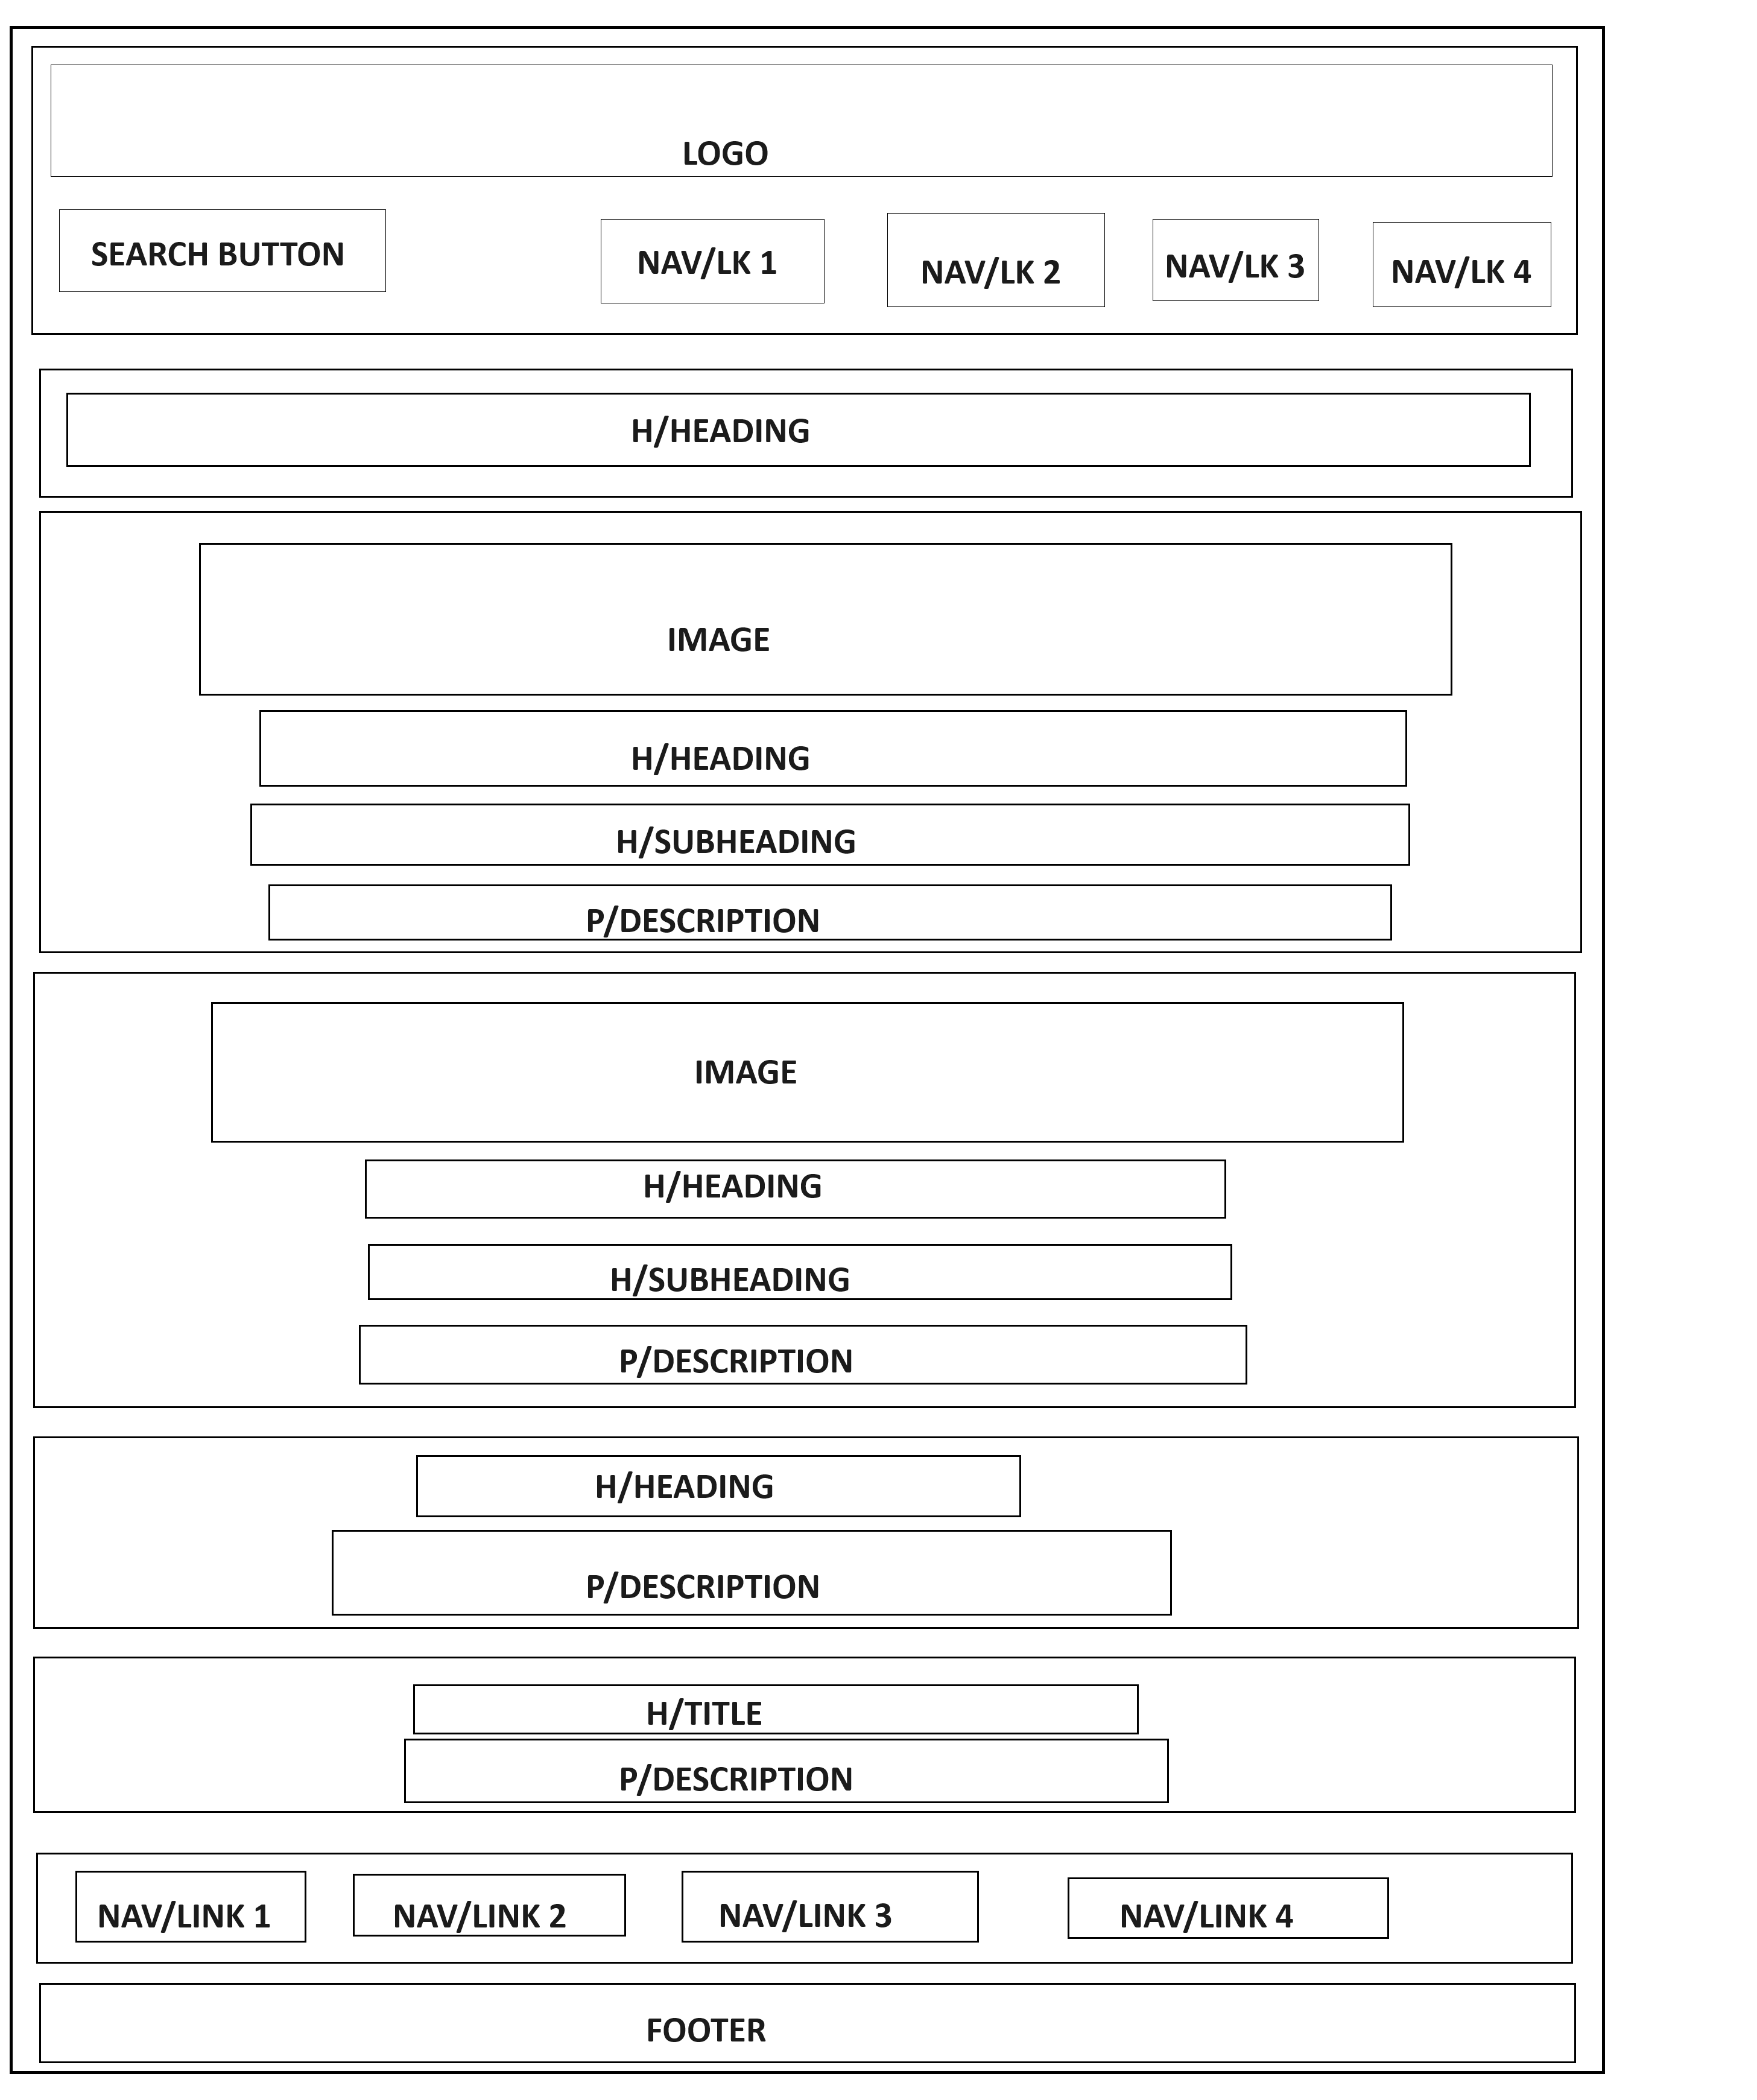 LOGO
SEARCH BUTTON
NAV/LK 1
NAV/LK 2
NAV/LK 3
NAV/LK 4
H/HEADING
IMAGE
H/HEADING
H/SUBHEADING
P/DESCRIPTION
IMAGE
H/HEADING
H/SUBHEADING
P/DESCRIPTION
H/HEADING
P/DESCRIPTION
H/TITLE
P/DESCRIPTION
NAV/LINK 1
NAV/LINK 2
NAV/LINK 3
NAV/LINK 4
FOOTER